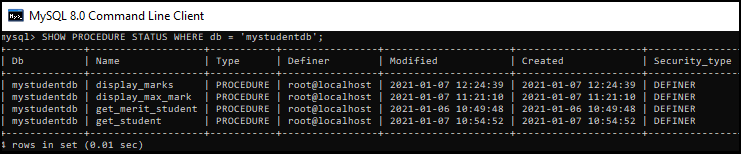 MySQL 8.0 Command Line Client
mysql> SHOW PROCEDURE STATUS WHERE db = 'mystudentdb';
| Db | Name | Type | Definer | Modified | Created | Security_type
| mystudentdb | display_marks | PROCEDURE | root@localhost | 2021-01-07 12:24:39 | 2021-01-07 12:24:39 | DEFINER
| mystudentdb | display_max_mark | PROCEDURE | root@localhost | 2021-01-07 11:21:10 | 2021-01-07 11:21:10 | DEFINER
| mystudentdb | get_merit_student | PROCEDURE | root@localhost | 2021-01-06 10:49:48 | 2021-01-06 10:49:48 | DEFINER
| mystudentdb | get_student | PROCEDURE | root@localhost | 2021-01-07 10:54:52 | 2021-01-07 10:54:52 | DEFINER
rows in set (0.01 sec)